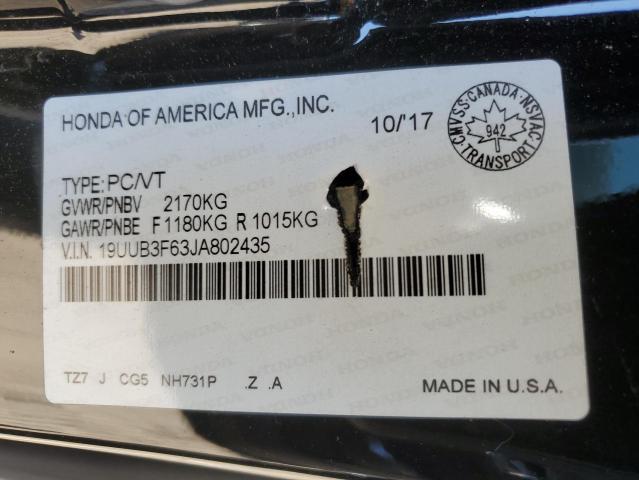 HONDA OF AMERICA MFG.,INC.
10/'17
CMVSS·CANADA·NSVAC
942
TRANSPORT
TYPE: PC/VT
GVWR/PNBV 2170KG
GAWR/PNBE F 1180KG R 1015KG
V.I.N. 19UUB3F63JA802435
TZ7 J CG5 NH731P .Z .A
MADE IN U.S.A.